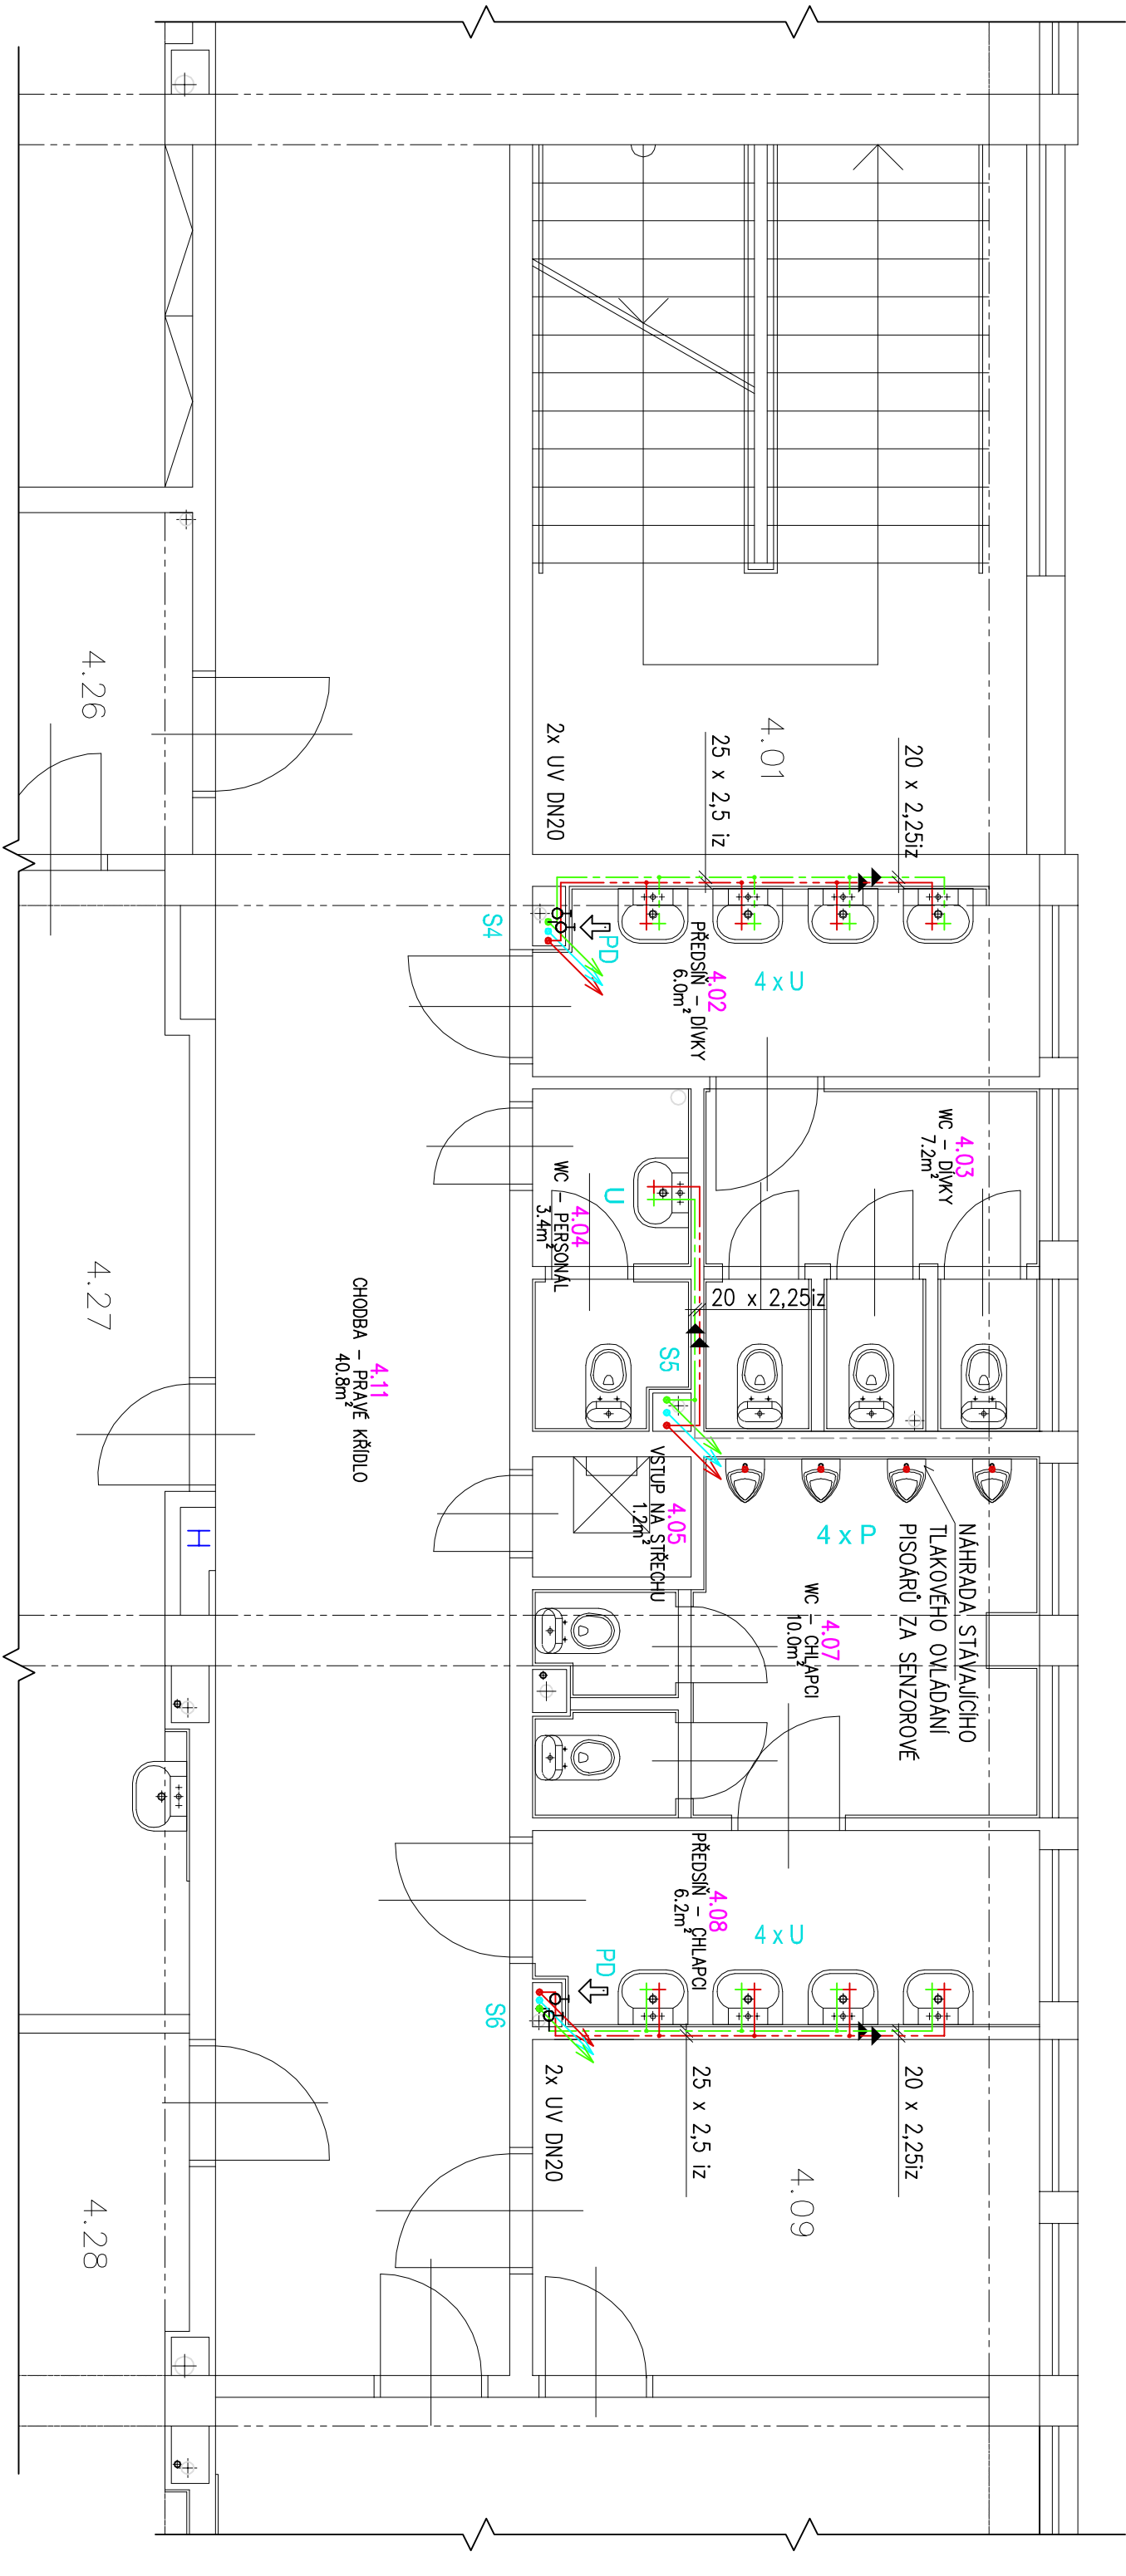 4.01
20 x 2,25iz
25 x 2,5 iz
2x UV DN20
S4
PD
4.02
PŘEDSÍŇ - DÍVKY
6.0m²
4 x U
4.03
WC - DÍVKY
7.2m²
4.04
WC - PERSONÁL
3.4m²
U
20 x 2,25iz
S5
4.05
VSTUP NA STŘECHU
1.2m²
4 x P
NÁHRADA STÁVAJÍCÍHO
TLAKOVÉHO OVLÁDÁNÍ
PISOÁRŮ ZA SENZOROVÉ
4.07
WC - CHLAPCI
10.0m²
4.08
PŘEDSÍŇ - CHLAPCI
6.2m²
4 x U
PD
S6
20 x 2,25iz
25 x 2,5 iz
2x UV DN20
4.09
4.11
CHODBA - PRAVÉ KŘÍDLO
40.8m²
4.26
4.27
H
4.28